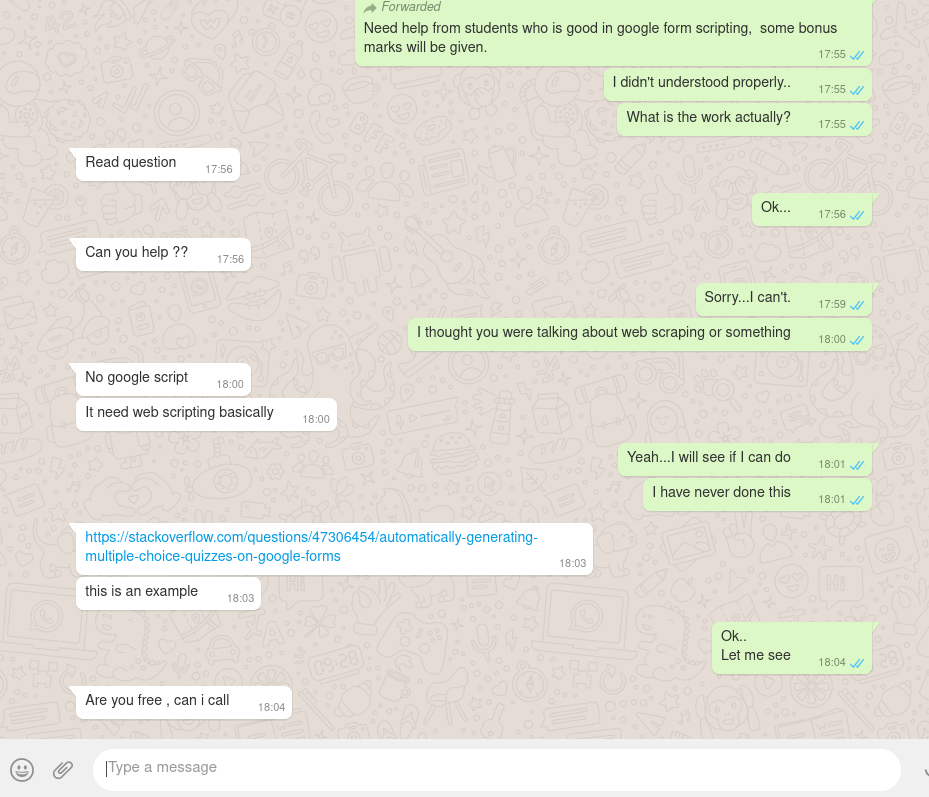 Forwarded
Need help from students who is good in google form scripting,  some bonus
marks will be given.
17:55
I didn't understood properly..
17:55
What is the work actually?
17:55
Read question
17:56
Ok...
17:56
Can you help ??
17:56
Sorry...I can't.
17:59
I thought you were talking about web scraping or something
18:00
No google script
18:00
It need web scripting basically
18:00
Yeah...I will see if I can do
18:01
I have never done this
18:01
https://stackoverflow.com/questions/47306454/automatically-generating-
multiple-choice-quizzes-on-google-forms
18:03
this is an example
18:03
Ok..
Let me see
18:04
Are you free , can i call
18:04
Type a message